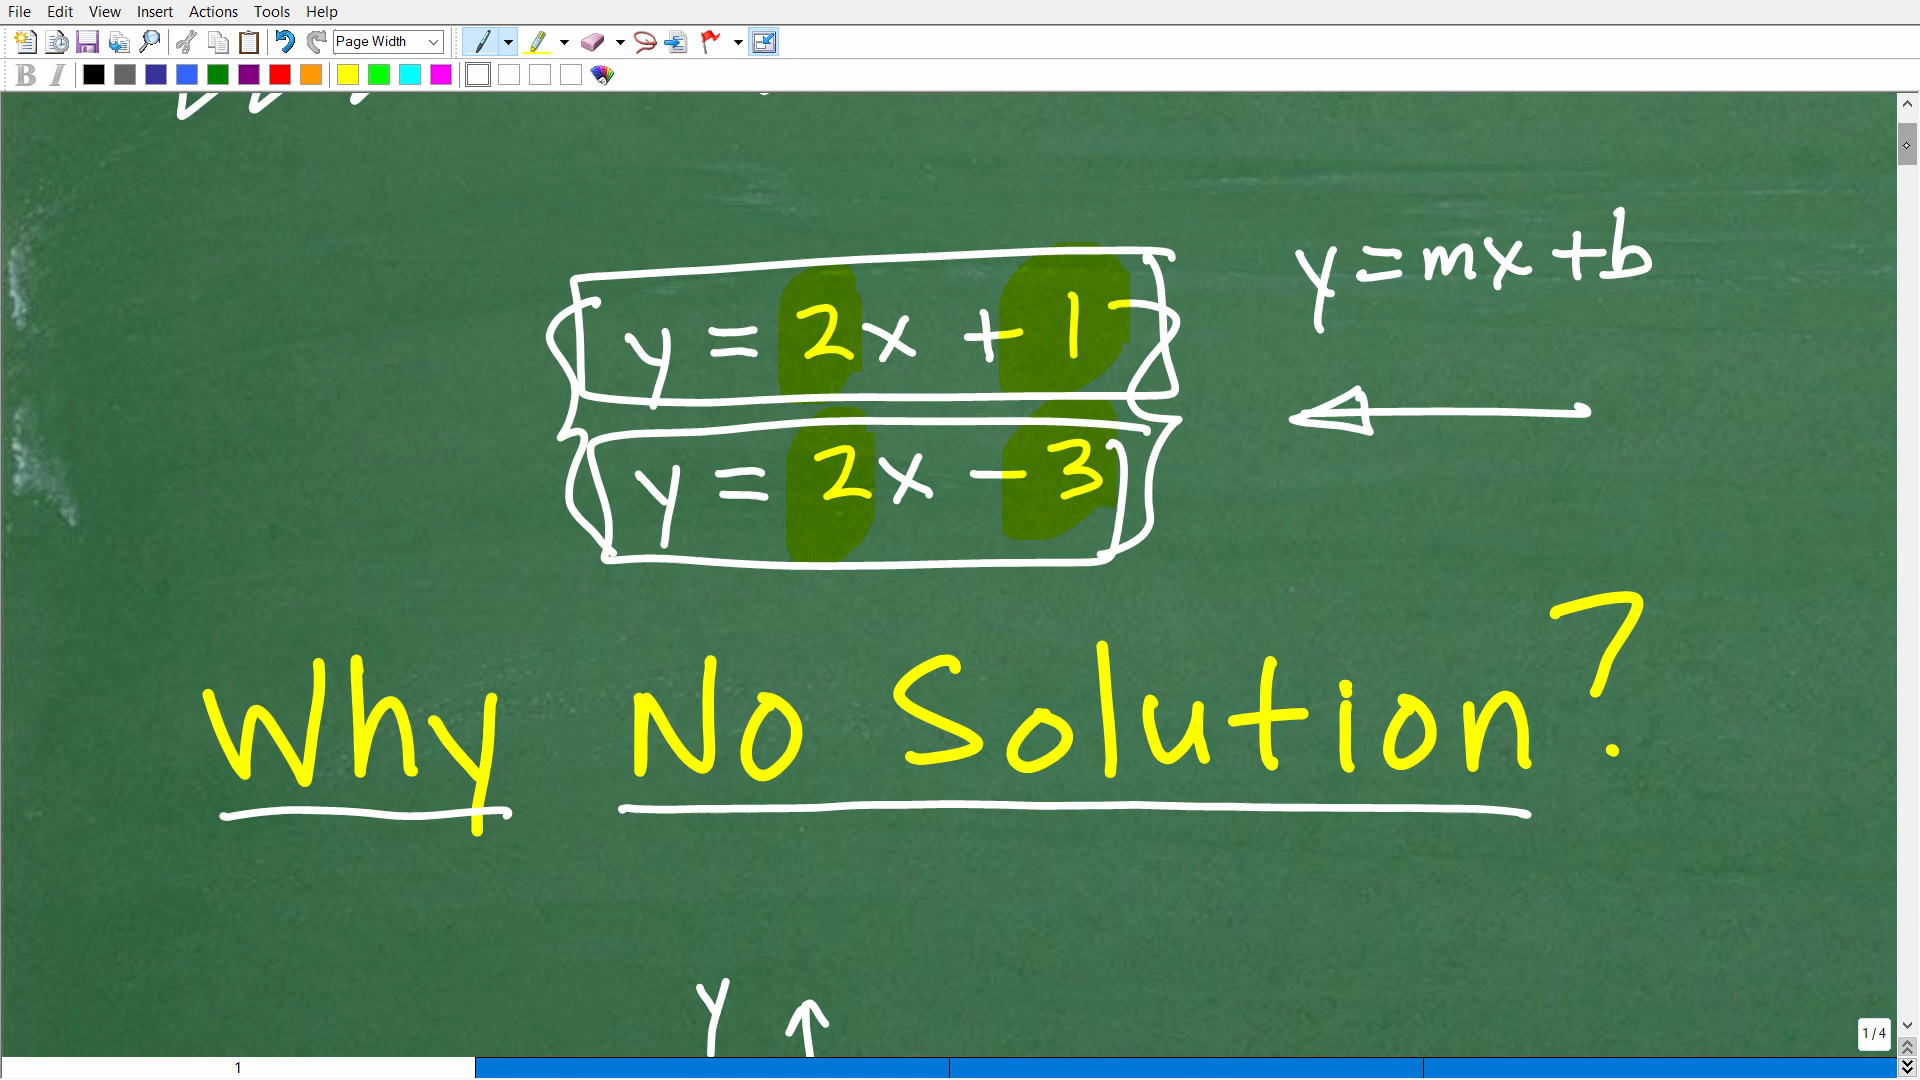 File Edit View Insert Actions Tools Help
Page Width
B I
y = 2x + 1
y = mx + b
y = 2x - 3
Why No Solution?
y
1/4
1